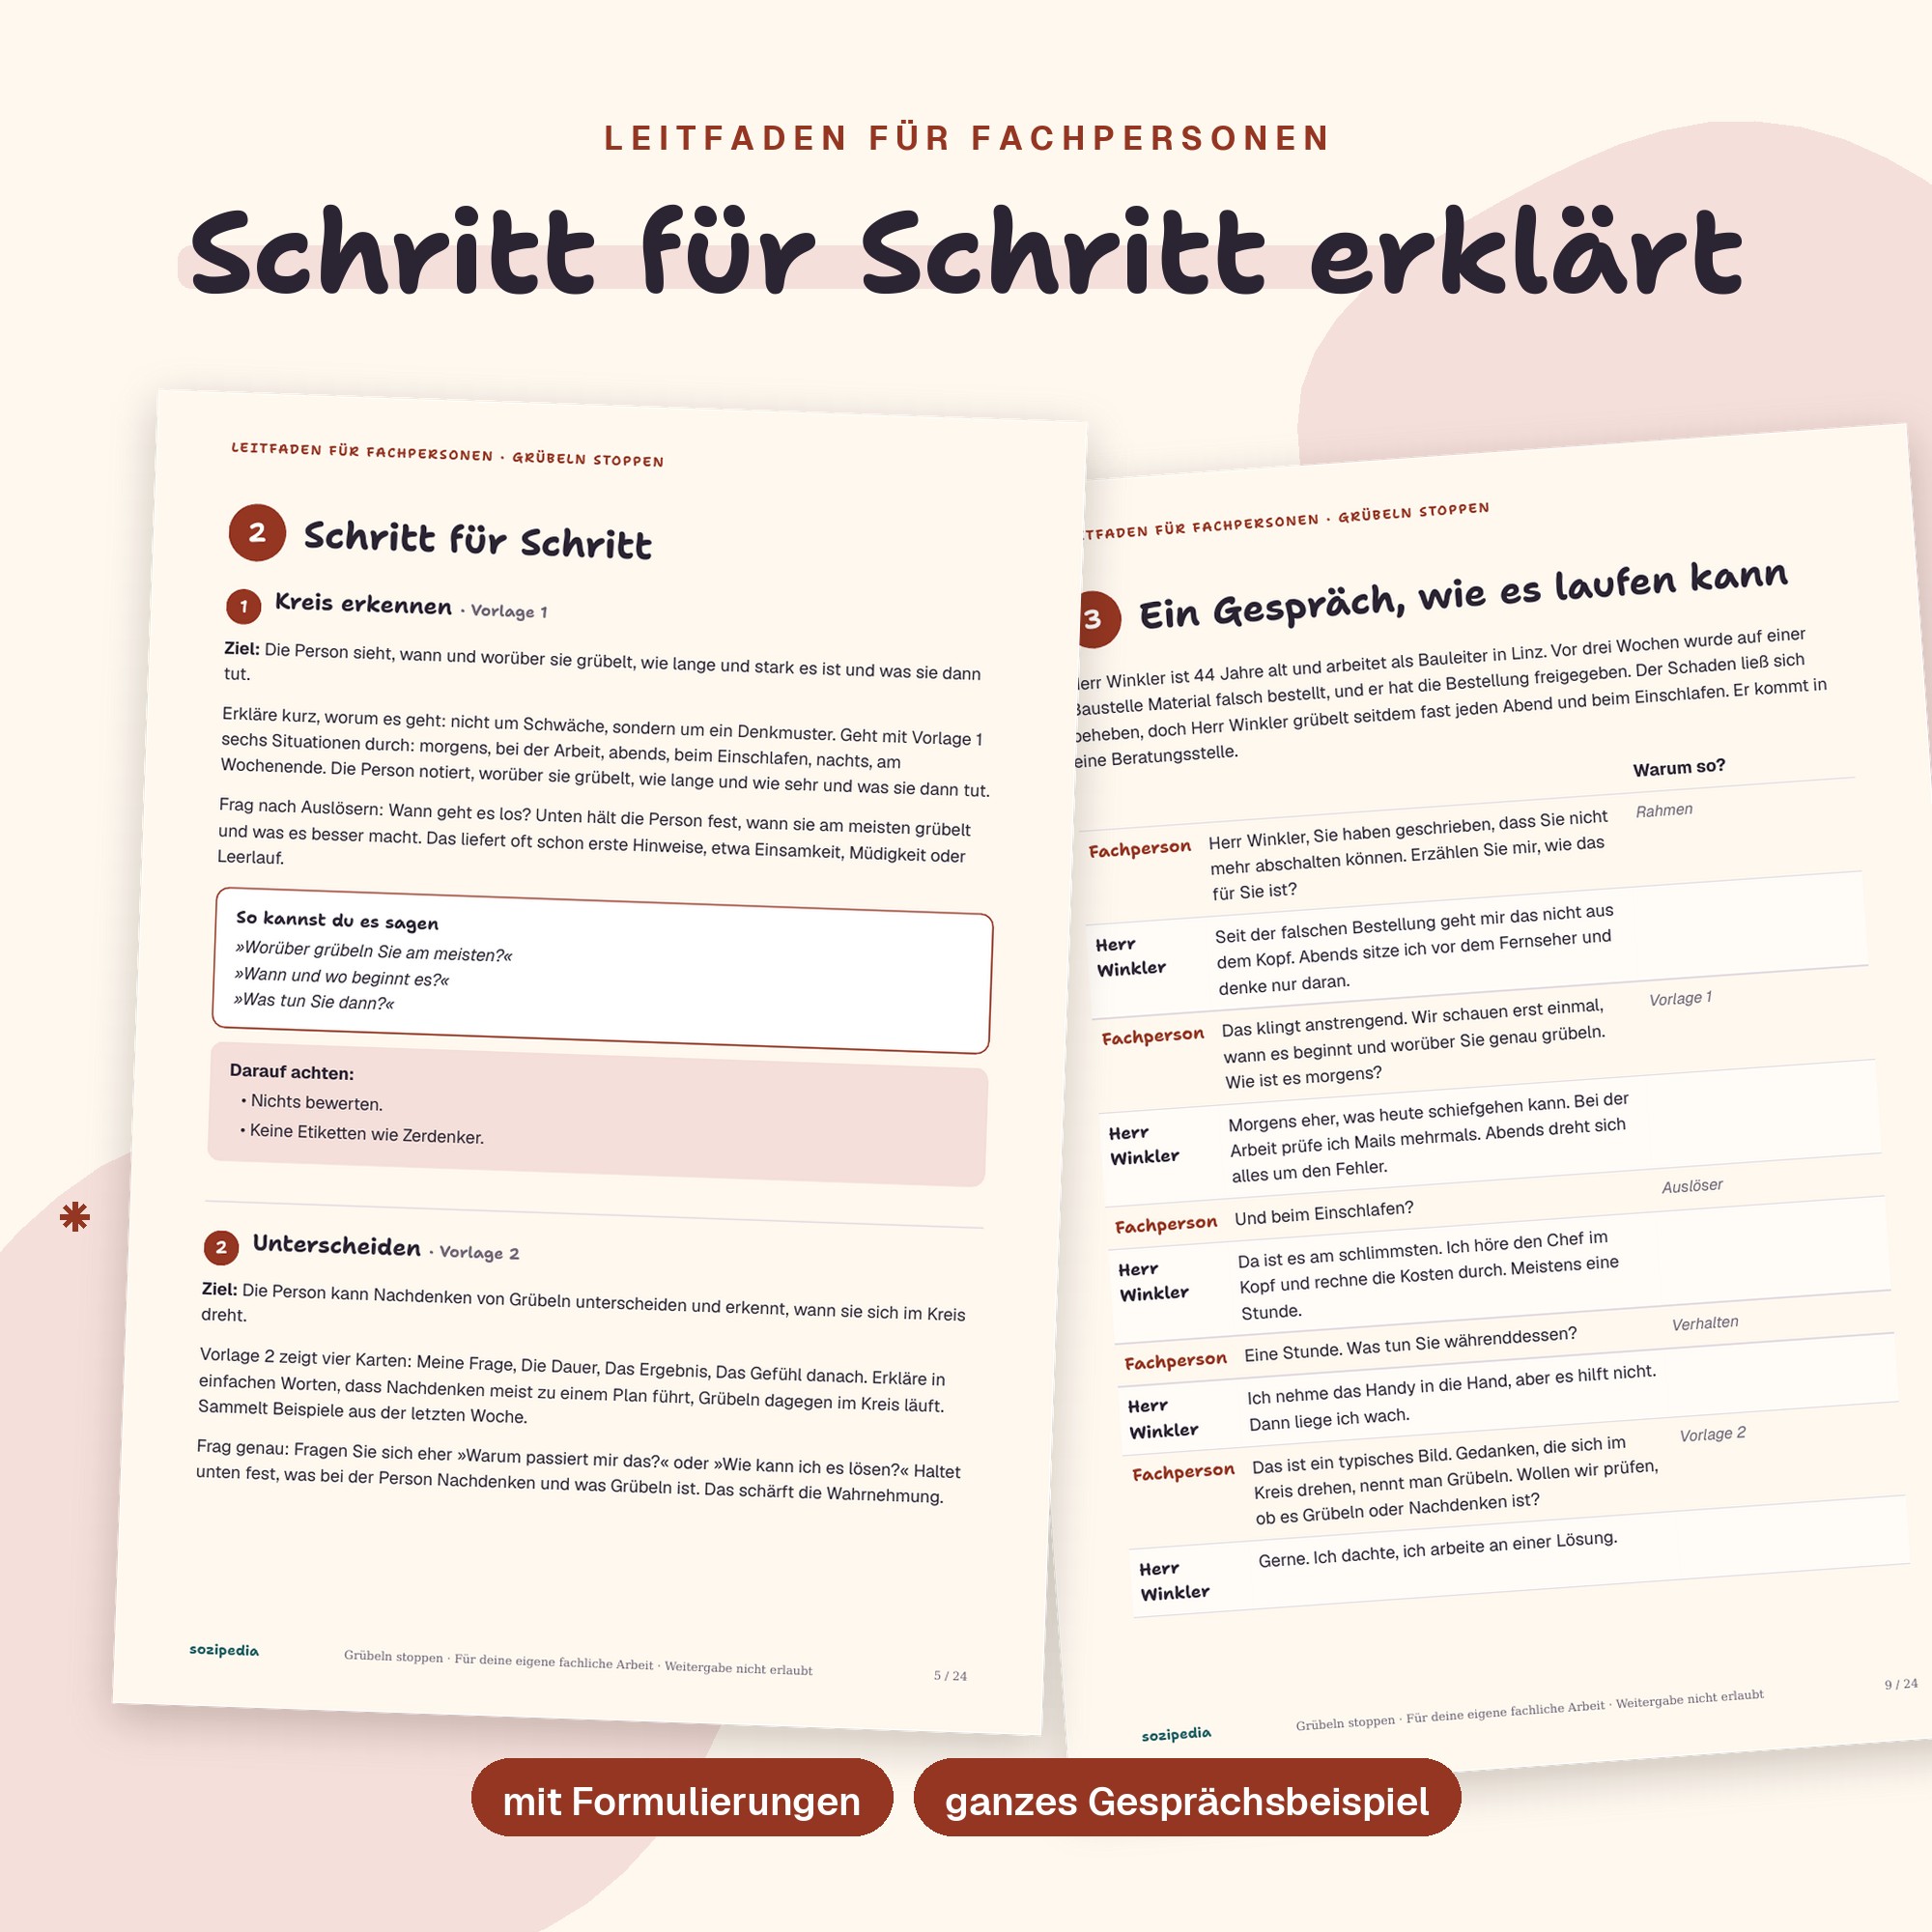 LEITFADEN FÜR FACHPERSONEN
Schritt für Schritt erklärt
LEITFADEN FÜR FACHPERSONEN · GRÜBELN STOPPEN
2 Schritt für Schritt
1 Kreis erkennen · Vorlage 1
Ziel: Die Person sieht, wann und worüber sie grübelt, wie lange und stark es ist und was sie dann
tut.
Erkläre kurz, worum es geht: nicht um Schwäche, sondern um ein Denkmuster. Geht mit Vorlage 1
sechs Situationen durch: morgens, bei der Arbeit, abends, beim Einschlafen, nachts, am
Wochenende. Die Person notiert, worüber sie grübelt, wie lange und wie sehr und was sie dann tut.
Frag nach Auslösern: Wann geht es los? Unten hält die Person fest, wann sie am meisten grübelt
und was es besser macht. Das liefert oft schon erste Hinweise, etwa Einsamkeit, Müdigkeit oder
Leerlauf.
So kannst du es sagen
»Worüber grübeln Sie am meisten?«
»Wann und wo beginnt es?«
»Was tun Sie dann?«
Darauf achten:
• Nichts bewerten.
• Keine Etiketten wie Zerdenker.
2 Unterscheiden · Vorlage 2
Ziel: Die Person kann Nachdenken von Grübeln unterscheiden und erkennt, wann sie sich im Kreis
dreht.
Vorlage 2 zeigt vier Karten: Meine Frage, Die Dauer, Das Ergebnis, Das Gefühl danach. Erkläre in
einfachen Worten, dass Nachdenken meist zu einem Plan führt, Grübeln dagegen im Kreis läuft.
Sammelt Beispiele aus der letzten Woche.
Frag genau: Fragen Sie sich eher »Warum passiert mir das?« oder »Wie kann ich es lösen?« Haltet
unten fest, was bei der Person Nachdenken und was Grübeln ist. Das schärft die Wahrnehmung.
sozipedia Grübeln stoppen · Für deine eigene fachliche Arbeit · Weitergabe nicht erlaubt 5 / 24
FÜR FACHPERSONEN · GRÜBELN STOPPEN
3 Ein Gespräch, wie es laufen kann
Winkler ist 44 Jahre alt und arbeitet als Bauleiter in Linz. Vor drei Wochen wurde auf einer
Baustelle Material falsch bestellt, und er hat die Bestellung freigegeben. Der Schaden ließ sich
beheben, doch Herr Winkler grübelt seitdem fast jeden Abend und beim Einschlafen. Er kommt in
eine Beratungsstelle.
Warum so?
Fachperson Herr Winkler, Sie haben geschrieben, dass Sie nicht Rahmen
mehr abschalten können. Erzählen Sie mir, wie das
für Sie ist?
Herr Winkler Seit der falschen Bestellung geht mir das nicht aus
dem Kopf. Abends sitze ich vor dem Fernseher und
denke nur daran.
Fachperson Das klingt anstrengend. Wir schauen erst einmal, Vorlage 1
wann es beginnt und worüber Sie genau grübeln.
Wie ist es morgens?
Herr Winkler Morgens eher, was heute schiefgehen kann. Bei der
Arbeit prüfe ich Mails mehrmals. Abends dreht sich
alles um den Fehler.
Fachperson Und beim Einschlafen? Auslöser
Herr Winkler Da ist es am schlimmsten. Ich höre den Chef im
Kopf und rechne die Kosten durch. Meistens eine
Stunde.
Fachperson Eine Stunde. Was tun Sie währenddessen? Verhalten
Herr Winkler Ich nehme das Handy in die Hand, aber es hilft nicht.
Dann liege ich wach.
Fachperson Das ist ein typisches Bild. Gedanken, die sich im Vorlage 2
Kreis drehen, nennt man Grübeln. Wollen wir prüfen,
ob es Grübeln oder Nachdenken ist?
Herr Winkler Gerne. Ich dachte, ich arbeite an einer Lösung.
sozipedia Grübeln stoppen · Für deine eigene fachliche Arbeit · Weitergabe nicht erlaubt 9 / 24
mit Formulierungen
ganzes Gesprächsbeispiel